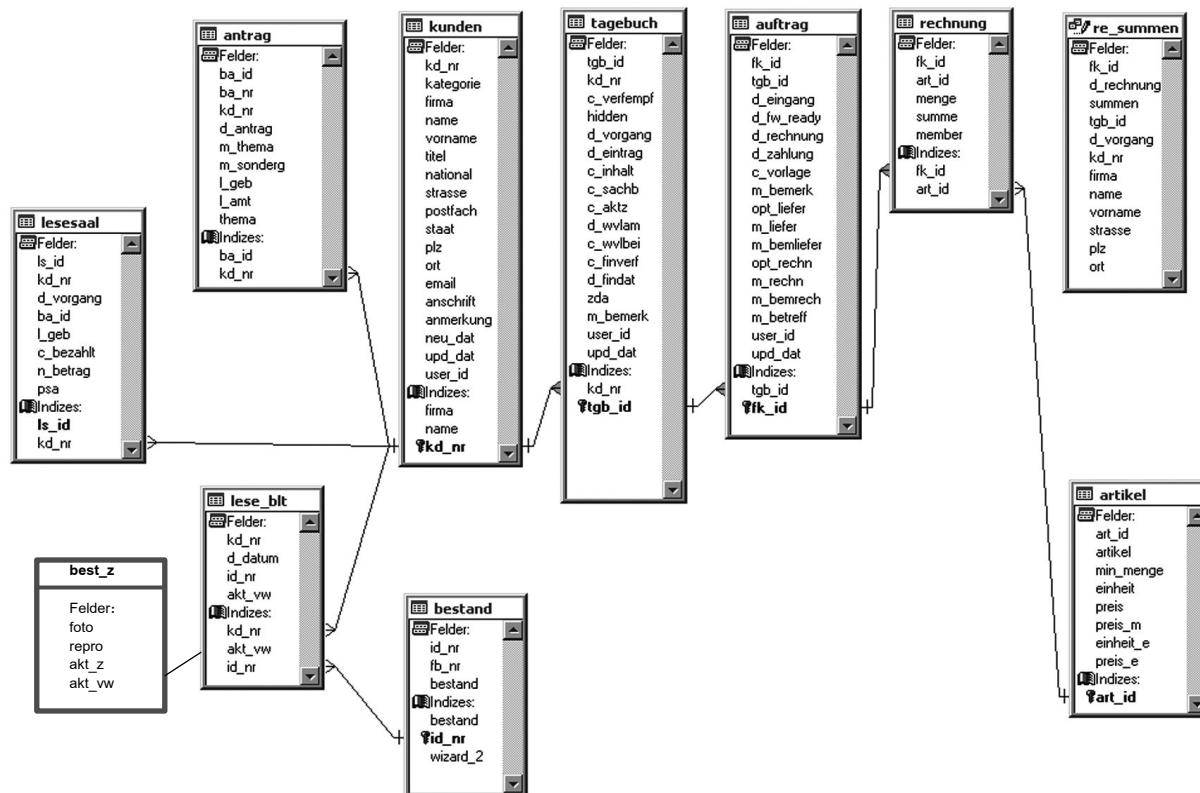 antrag
Felder:
ba_id
ba_nr
kd_nr
d_antrag
m_thema
m_sonderg
l_geb
l_amt
thema
Indizes:
ba_id
kd_nr
kunden
Felder:
kd_nr
kategorie
firma
name
vorname
titel
national
strasse
postfach
staat
plz
ort
email
anschrift
anmerkung
neu_dat
upd_dat
user_id
Indizes:
firma
name
kd_nr
tagebuch
Felder:
tgb_id
kd_nr
c_verfempf
hidden
d_vorgang
d_eintrag
c_inhalt
c_sachb
c_aktz
d_wvlam
c_wvlbei
c_finverf
d_findat
zda
m_bemerk
user_id
upd_dat
Indizes:
kd_nr
tgb_id
auftrag
Felder:
fk_id
tgb_id
d_eingang
d_fw_ready
d_rechnung
d_zahlung
c_vorlage
m_bemerk
opt_liefer
m_liefer
m_bemliefer
opt_rechn
m_rechn
m_bemrech
m_betreff
user_id
upd_dat
Indizes:
tgb_id
fk_id
rechnung
Felder:
fk_id
art_id
menge
summe
member
Indizes:
fk_id
art_id
re_summen
Felder:
fk_id
d_rechnung
summen
tgb_id
d_vorgang
kd_nr
firma
name
vorname
strasse
plz
ort
lesesaal
Felder:
ls_id
kd_nr
d_vorgang
ba_id
l_geb
c_bezahlt
n_betrag
psa
Indizes:
ls_id
kd_nr
lese_blt
Felder:
kd_nr
d_datum
id_nr
akt_vw
Indizes:
kd_nr
akt_vw
id_nr
best_z
Felder:
foto
repro
akt_z
akt_vw
bestand
Felder:
id_nr
fb_nr
bestand
Indizes:
bestand
id_nr
wizard_2
artikel
Felder:
art_id
artikel
min_menge
einheit
preis
preis_m
einheit_e
preis_e
Indizes:
art_id